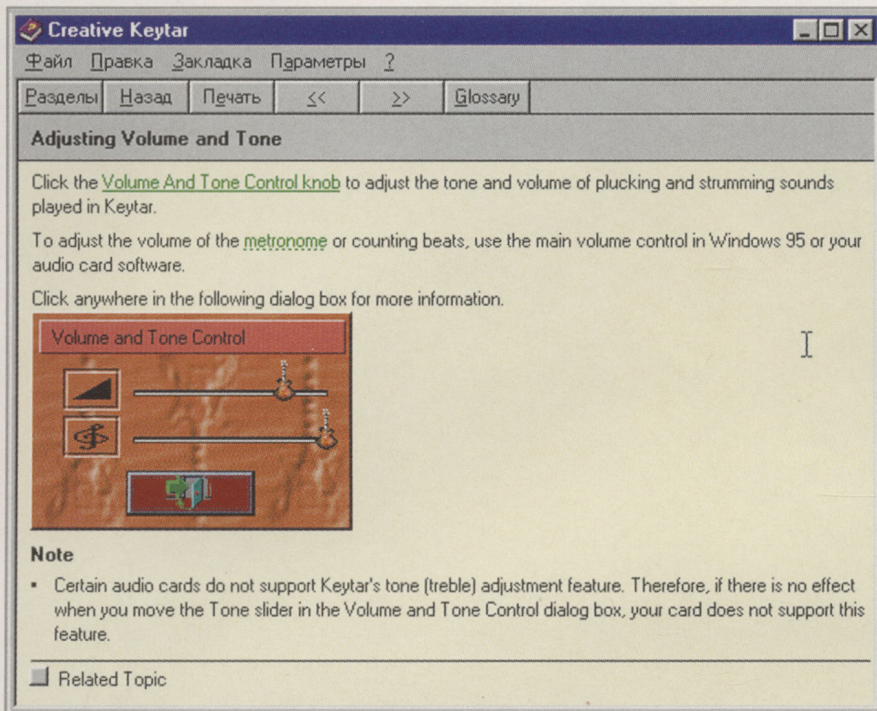 Creative Keytar
Файл Правка Закладка Параметры ?
Разделы Назад Печать << >> Glossary
Adjusting Volume and Tone
Click the Volume And Tone Control knob to adjust the tone and volume of plucking and strumming sounds
played in Keytar.
To adjust the volume of the metronome or counting beats, use the main volume control in Windows 95 or your
audio card software.
Click anywhere in the following dialog box for more information.
Volume and Tone Control
Note
▪ Certain audio cards do not support Keytar's tone (treble) adjustment feature. Therefore, if there is no effect
when you move the Tone slider in the Volume and Tone Control dialog box, your card does not support this
feature.
Related Topic